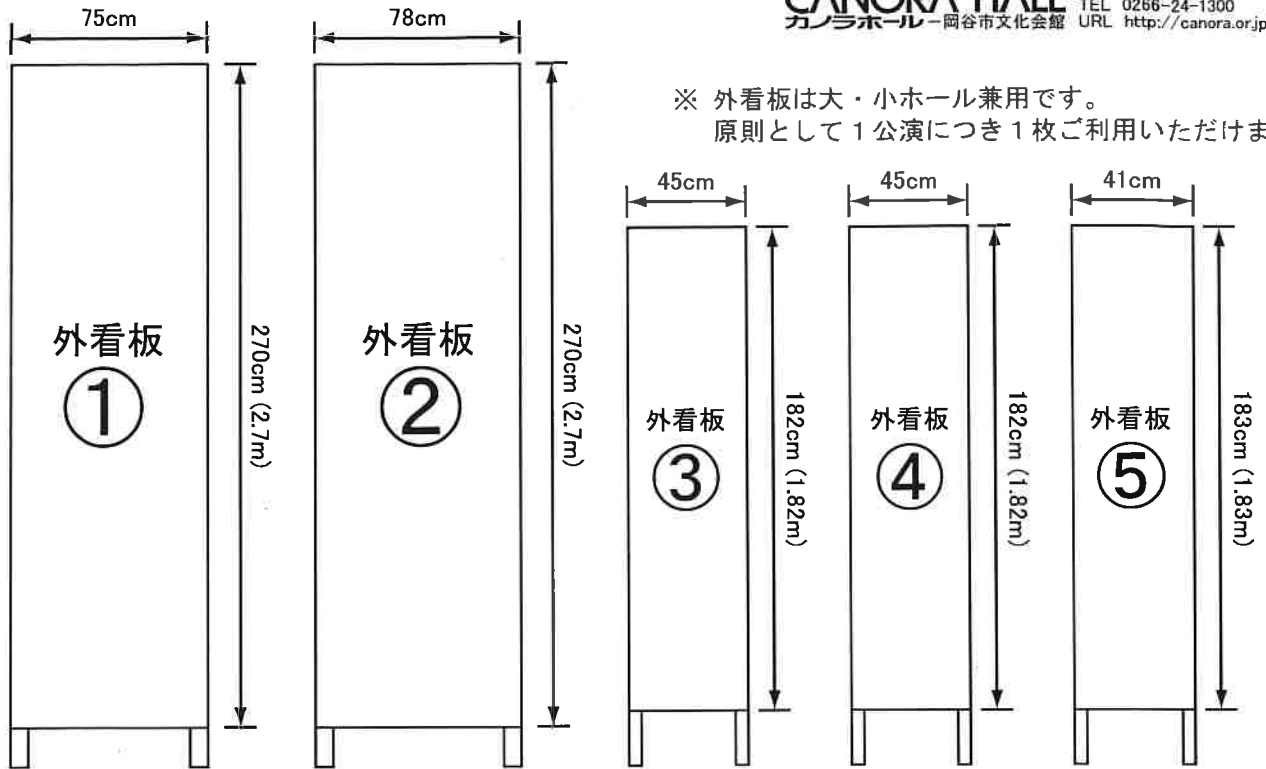 CANORA HALL TEL 0266-24-1300
カノラホール－岡谷市文化会館 URL http://canora.or.jp
※ 外看板は大・小ホール兼用です。
原則として1公演につき1枚ご利用いただけま
75cm
78cm
45cm
45cm
41cm
外看板
①
270cm (2.7m)
外看板
②
270cm (2.7m)
外看板
③
182cm (1.82m)
外看板
④
182cm (1.82m)
外看板
⑤
183cm (1.83m)